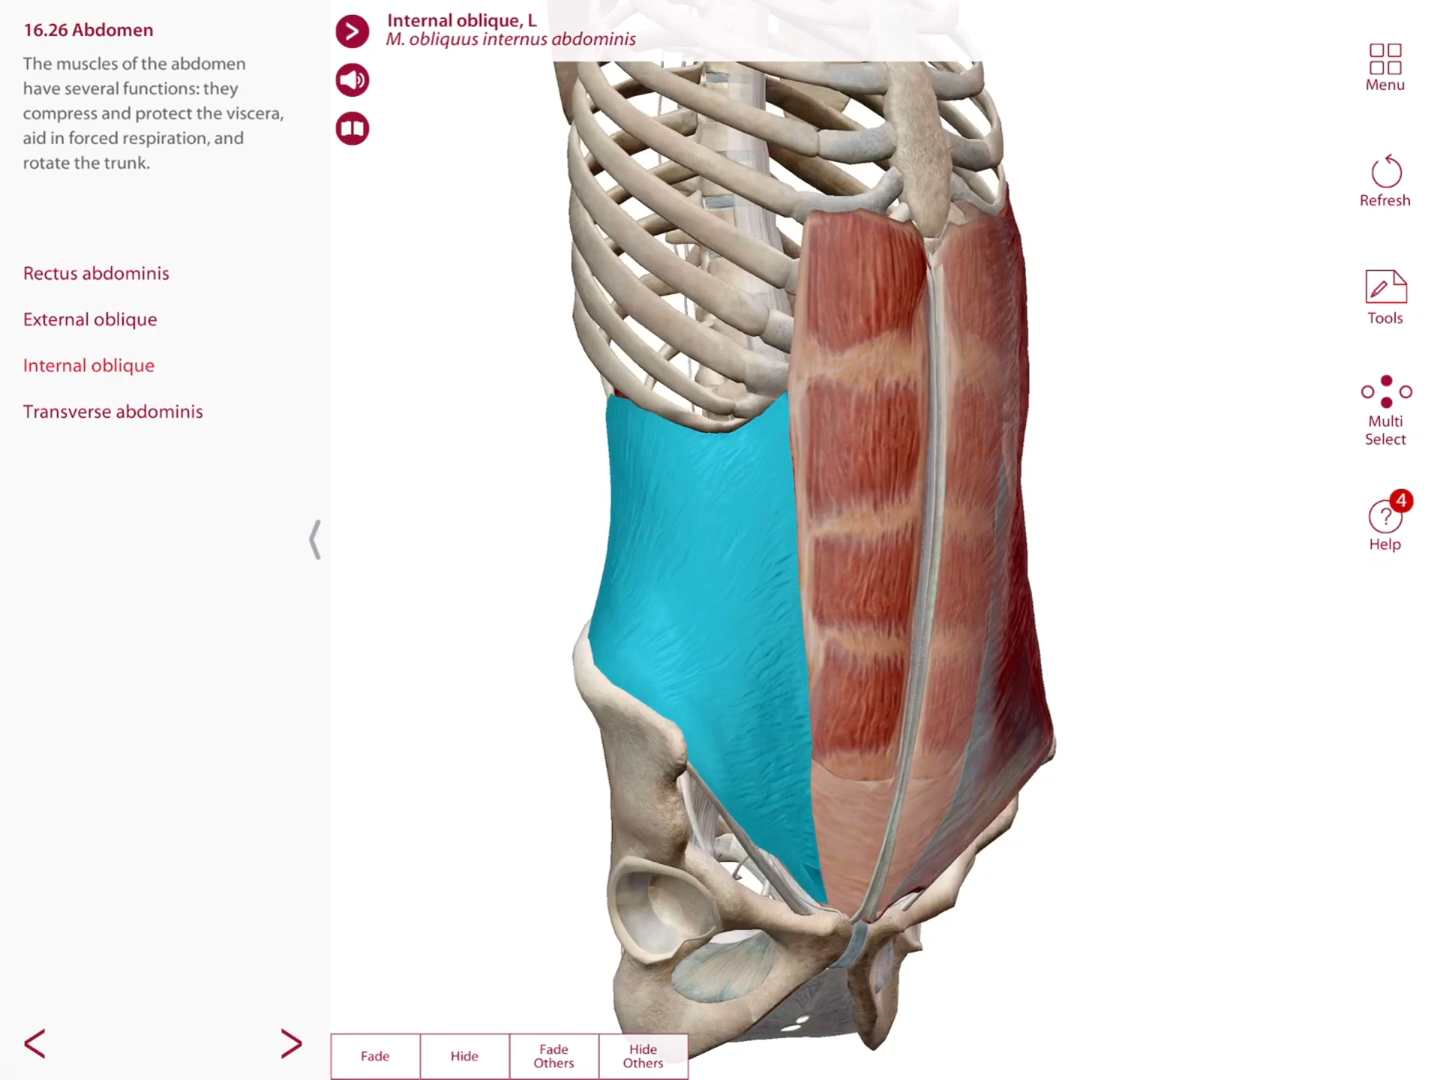 16.26 Abdomen
The muscles of the abdomen
have several functions: they
compress and protect the viscera,
aid in forced respiration, and
rotate the trunk.
Rectus abdominis
External oblique
Internal oblique
Transverse abdominis
Internal oblique, L
M. obliquus internus abdominis
Menu
Refresh
Tools
Multi
Select
4
Help
Fade
Hide
Fade
Others
Hide
Others